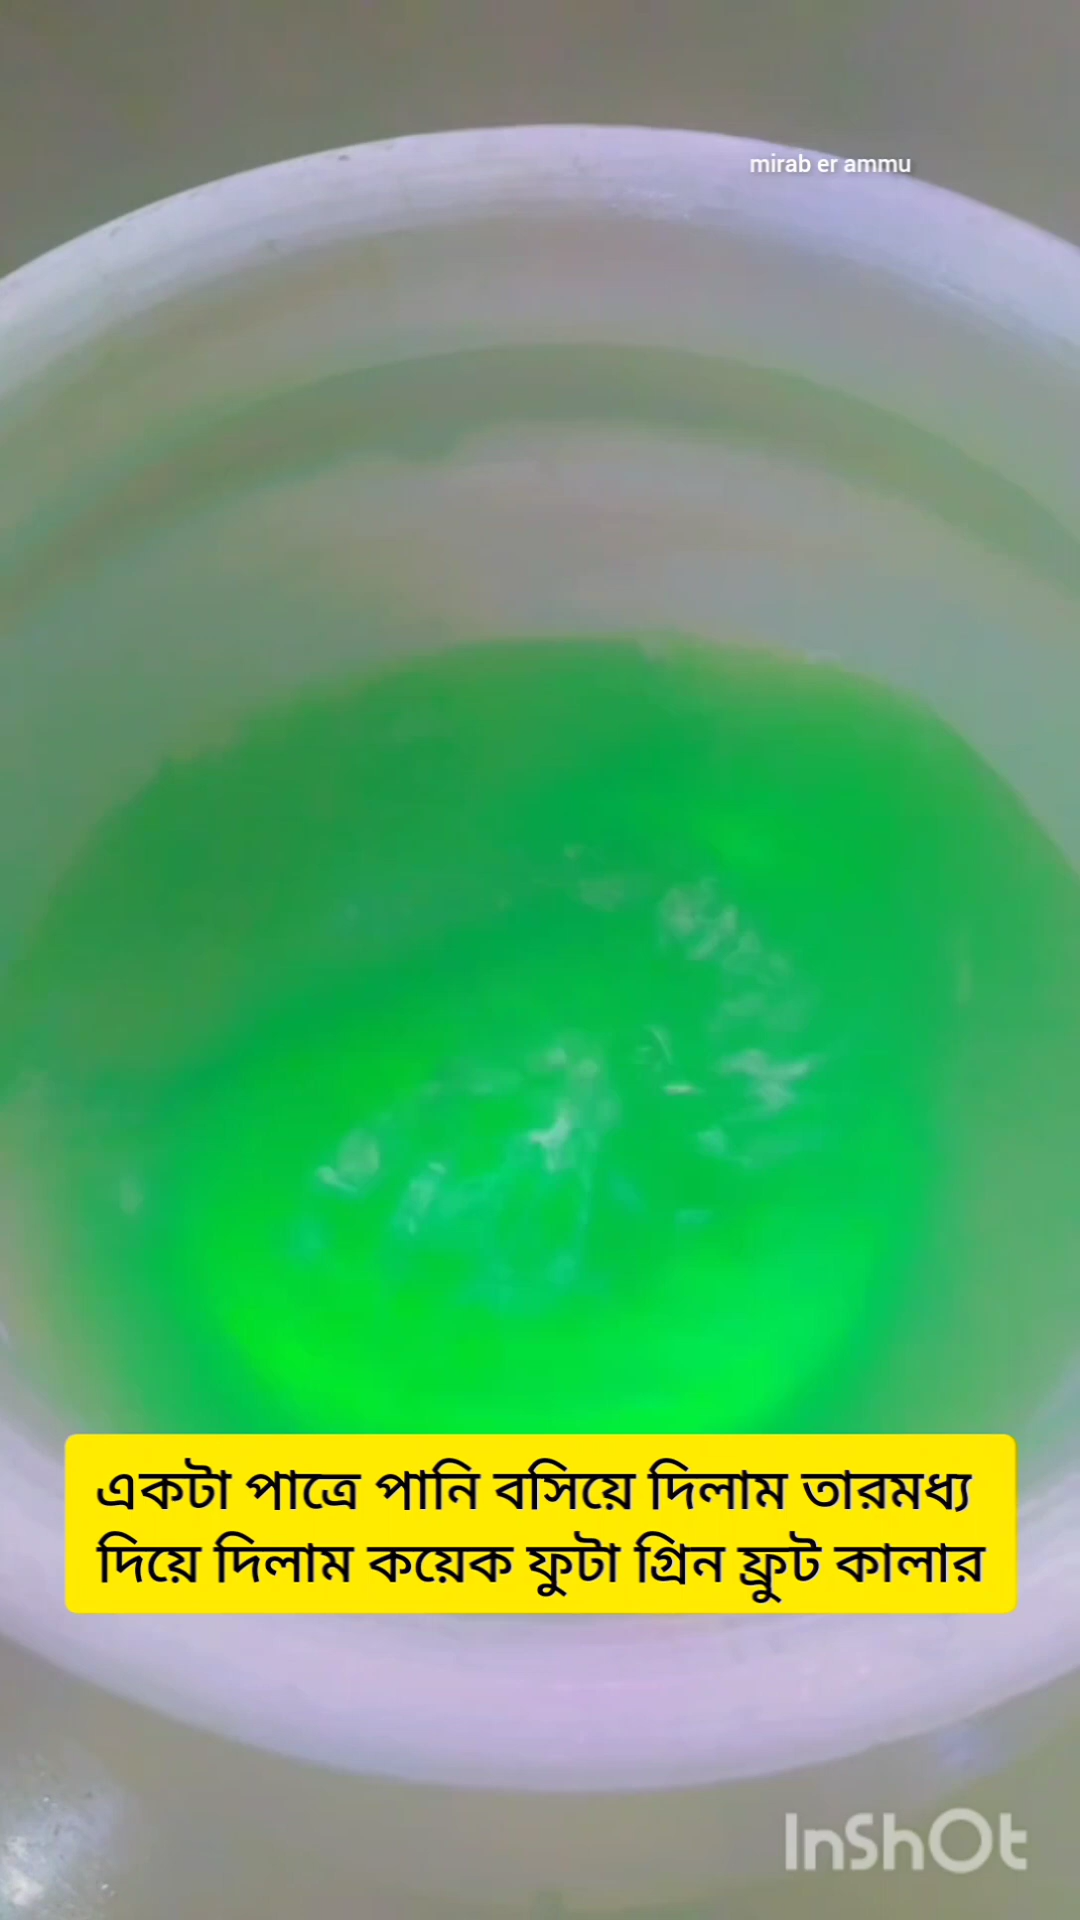 mirab er ammu
একটা পাত্রে পানি বসিয়ে দিলাম তারমধ্য
দিয়ে দিলাম কয়েক ফুটা গ্রিন ফ্রুট কালার
InShOt